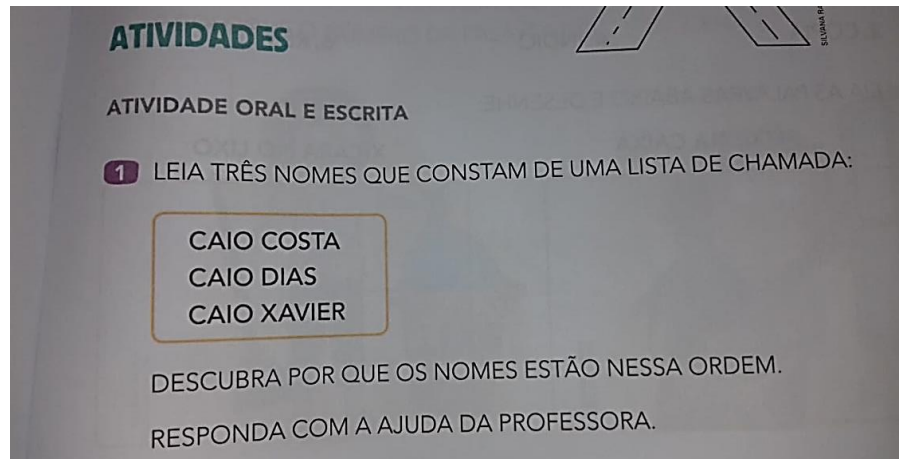 ATIVIDADES
ATIVIDADE ORAL E ESCRITA
1 LEIA TRÊS NOMES QUE CONSTAM DE UMA LISTA DE CHAMADA:
CAIO COSTA
CAIO DIAS
CAIO XAVIER
DESCUBRA POR QUE OS NOMES ESTÃO NESSA ORDEM.
RESPONDA COM A AJUDA DA PROFESSORA.